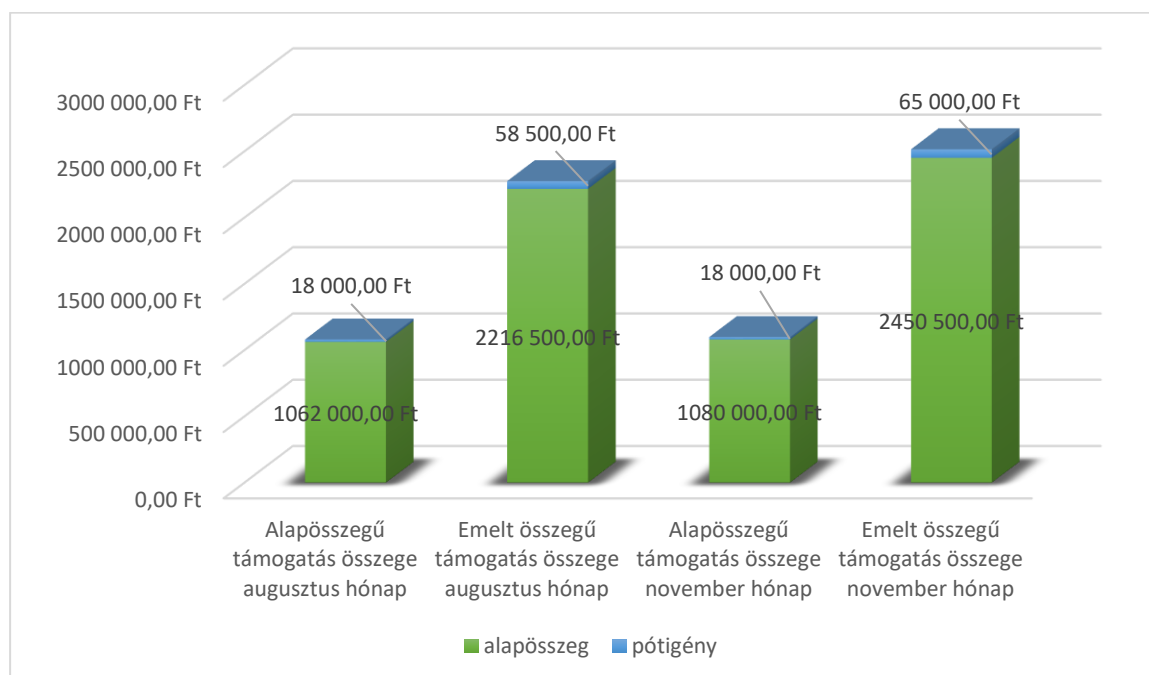 3000 000,00 Ft
2500 000,00 Ft
2000 000,00 Ft
1500 000,00 Ft
1000 000,00 Ft
500 000,00 Ft
0,00 Ft
65 000,00 Ft
58 500,00 Ft
18 000,00 Ft
18 000,00 Ft
2216 500,00 Ft
2450 500,00 Ft
1062 000,00 Ft
1080 000,00 Ft
Alapösszegű
támogatás összege
augusztus hónap
Emelt összegű
támogatás összege
augusztus hónap
Alapösszegű
támogatás összege
november hónap
Emelt összegű
támogatás összege
november hónap
alapösszeg
pótigény